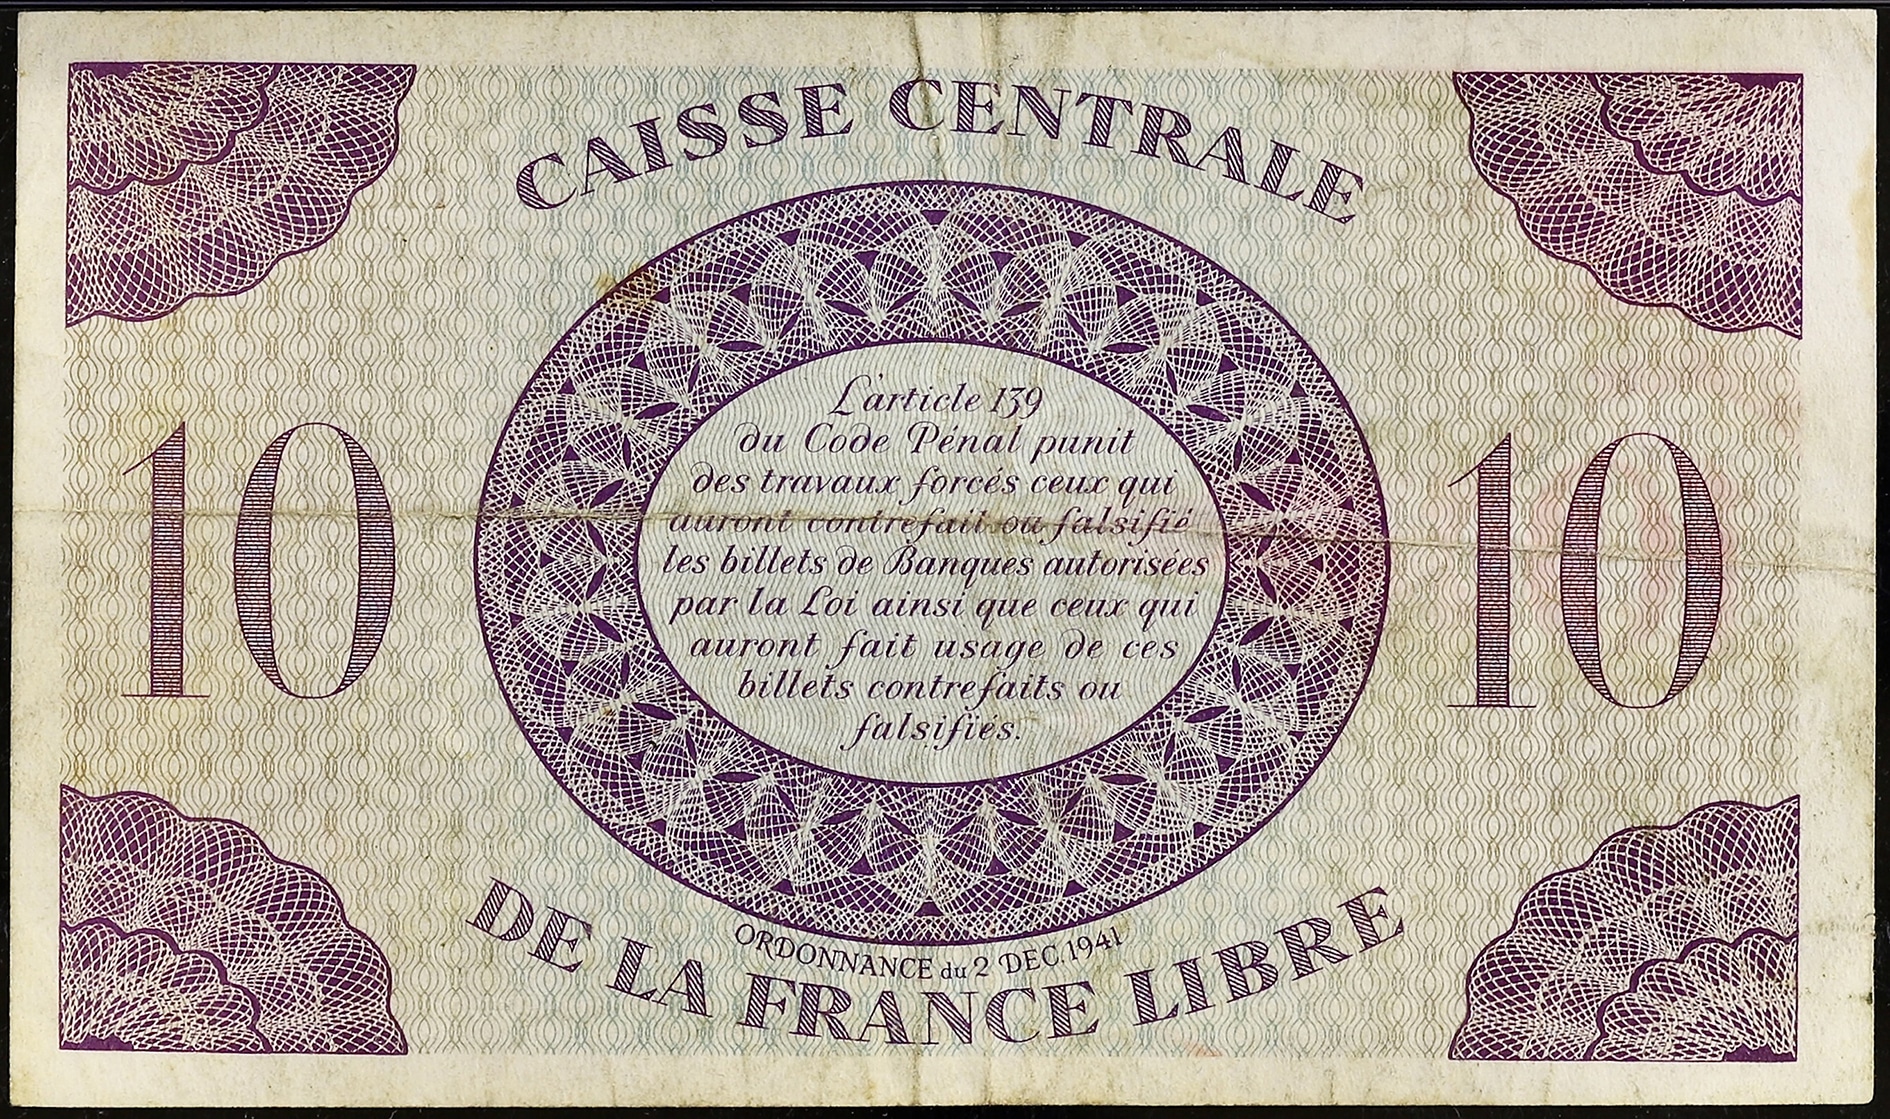 CAISSE CENTRALE
L'article 139
du Code Pénal punit
des travaux forcés ceux qui
auront contrefait ou falsifié
les billets de Banques autorisées
par la Loi ainsi que ceux qui
auront fait usage de ces
billets contrefaits ou
falsifiés.
10
10
ORDONNANCE du 2 DEC. 1941
DE LA FRANCE LIBRE